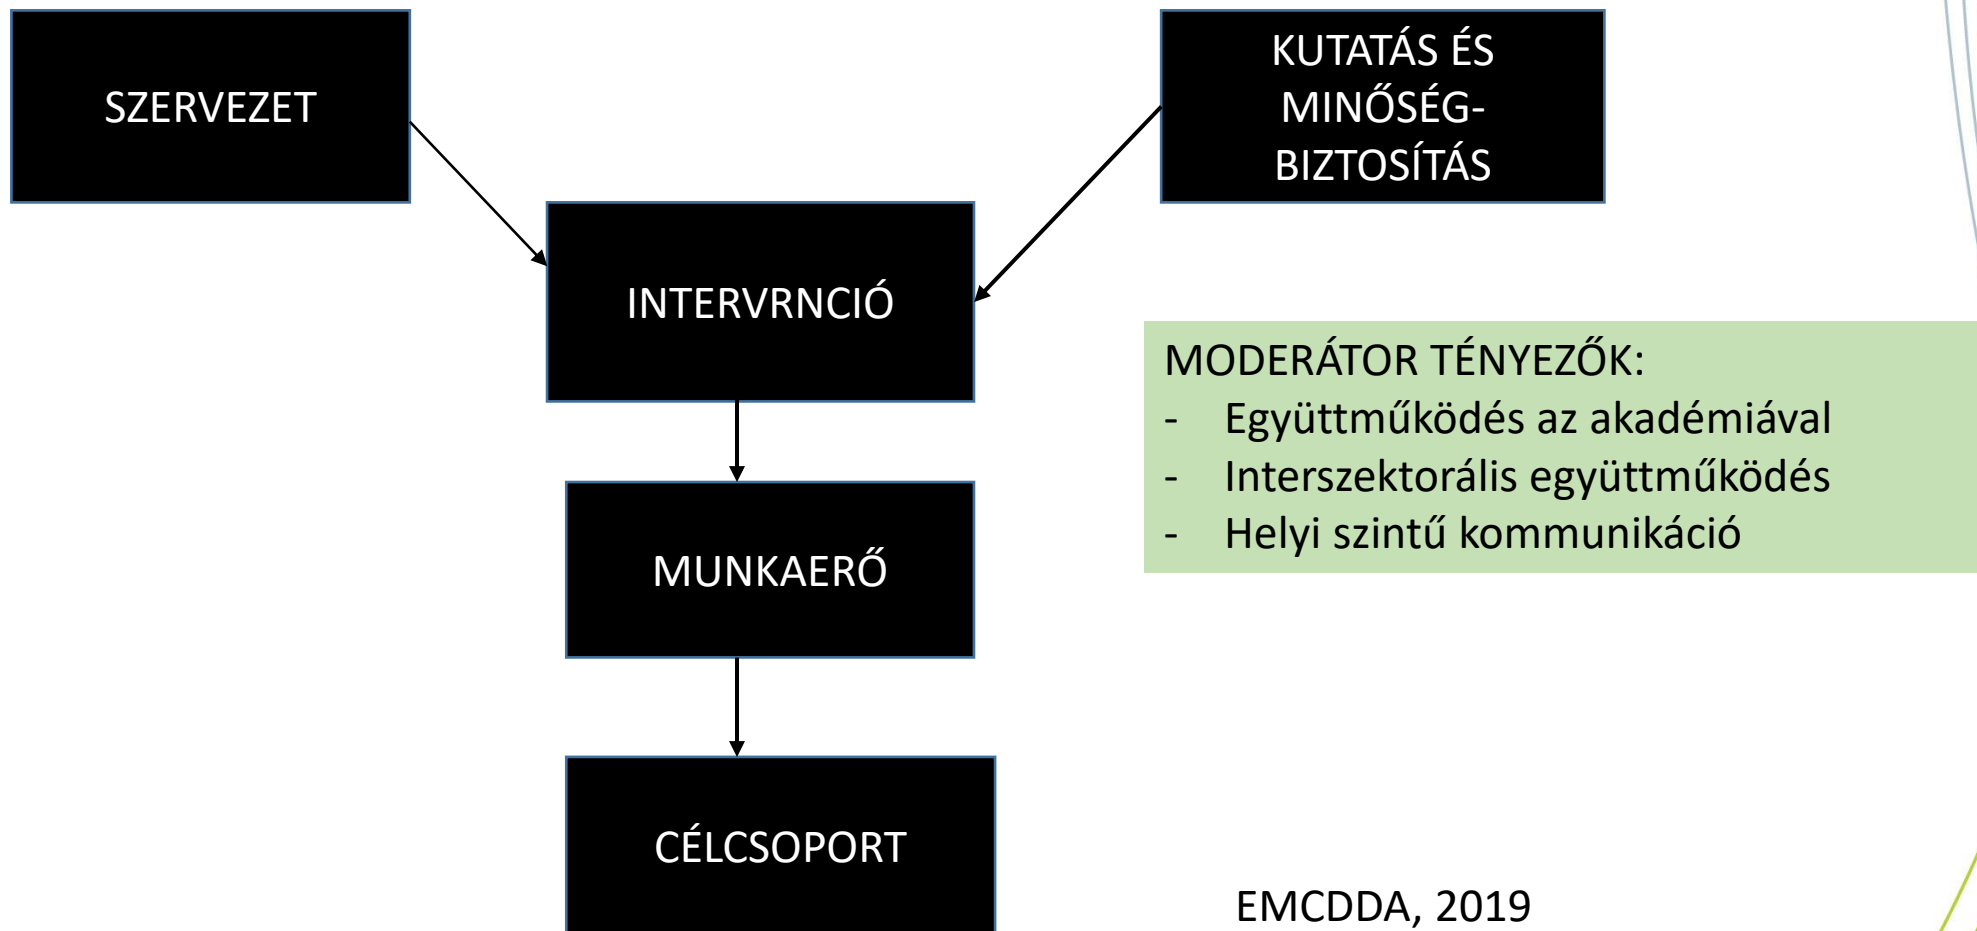 SZERVEZET
KUTATÁS ÉS
MINŐSÉG-
BIZTOSÍTÁS
INTERVRNCIÓ
MODERÁTOR TÉNYEZŐK:
- Együttműködés az akadémiával
- Interszektorális együttműködés
- Helyi szintű kommunikáció
MUNKAERŐ
CÉLCSOPORT
EMCDDA, 2019